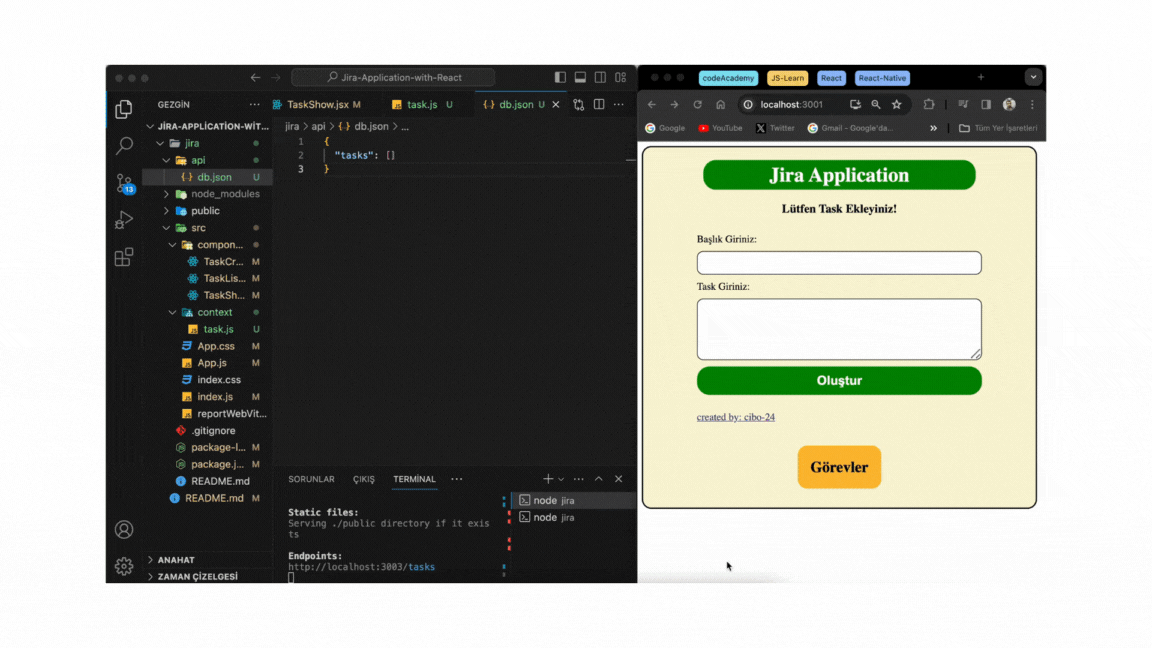 Jira-Application-with-React
GEZGİN
JİRA-APPLİCATİON-WİT...
jira
api
db.json U
node_modules
public
src
compon...
TaskCr... M
TaskLis... M
TaskSh... M
context
task.js U
App.css M
App.js M
index.css
index.js M
reportWebVit...
.gitignore
package-l... M
package.j... M
README.md
README.md M
ANAHAT
ZAMAN ÇİZELGESİ
13
TaskShow.jsx M
task.js U
db.json U
jira > api > db.json > ...
1 {
2 "tasks": []
3 }
SORUNLAR ÇIKIŞ TERMİNAL
Static files:
Serving ./public directory if it exis
ts
Endpoints:
http://localhost:3003/tasks
node jira
node jira
codeAcademy JS-Learn React React-Native
localhost:3001
Google YouTube Twitter Gmail - Google'da... Tüm Yer İşaretleri
Jira Application
Lütfen Task Ekleyiniz!
Başlık Giriniz:
Task Giriniz:
Oluştur
created by: cibo-24
Görevler